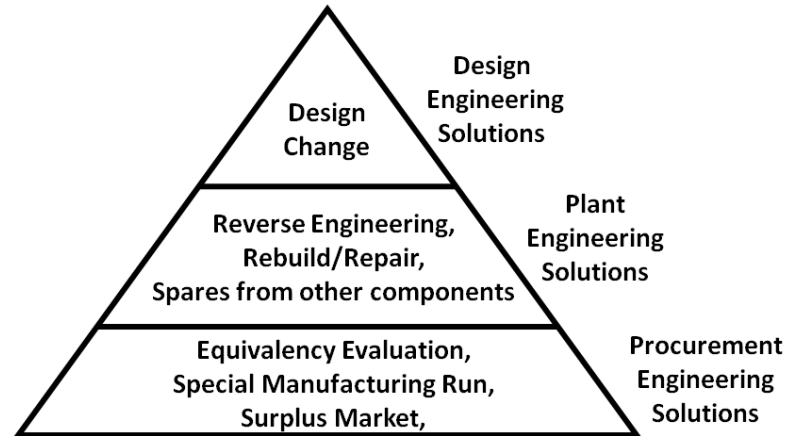 Design
Change
Design
Engineering
Solutions
Reverse Engineering,
Rebuild/Repair,
Spares from other components
Plant
Engineering
Solutions
Equivalency Evaluation,
Special Manufacturing Run,
Surplus Market,
Procurement
Engineering
Solutions